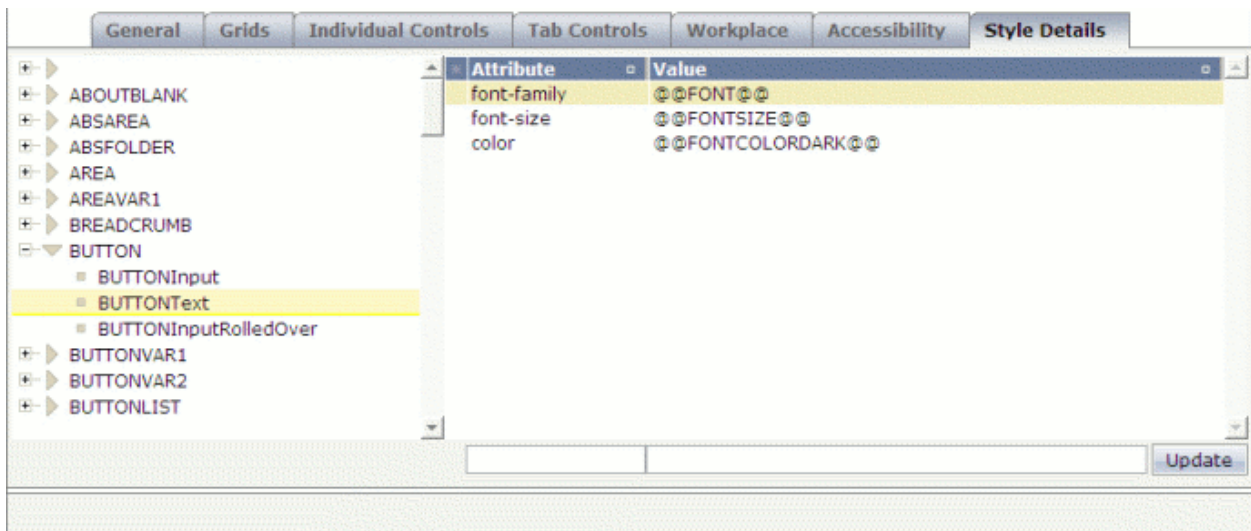 General Grids Individual Controls Tab Controls Workplace Accessibility Style Details
ABOUTBLANK
ABSAREA
ABSFOLDER
AREA
AREAVAR1
BREADCRUMB
BUTTON
BUTTONInput
BUTTONText
BUTTONInputRolledOver
BUTTONVAR1
BUTTONVAR2
BUTTONLIST
Attribute Value
font-family @@FONT@@
font-size @@FONTSIZE@@
color @@FONTCOLORDARK@@
Update